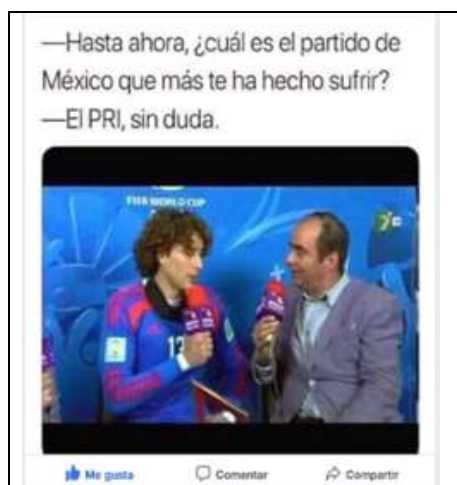 —Hasta ahora, ¿cuál es el partido de
México que más te ha hecho sufrir?
—El PRI, sin duda.
FIFA WORLD CUP
13
Me gusta
Comentar
Compartir